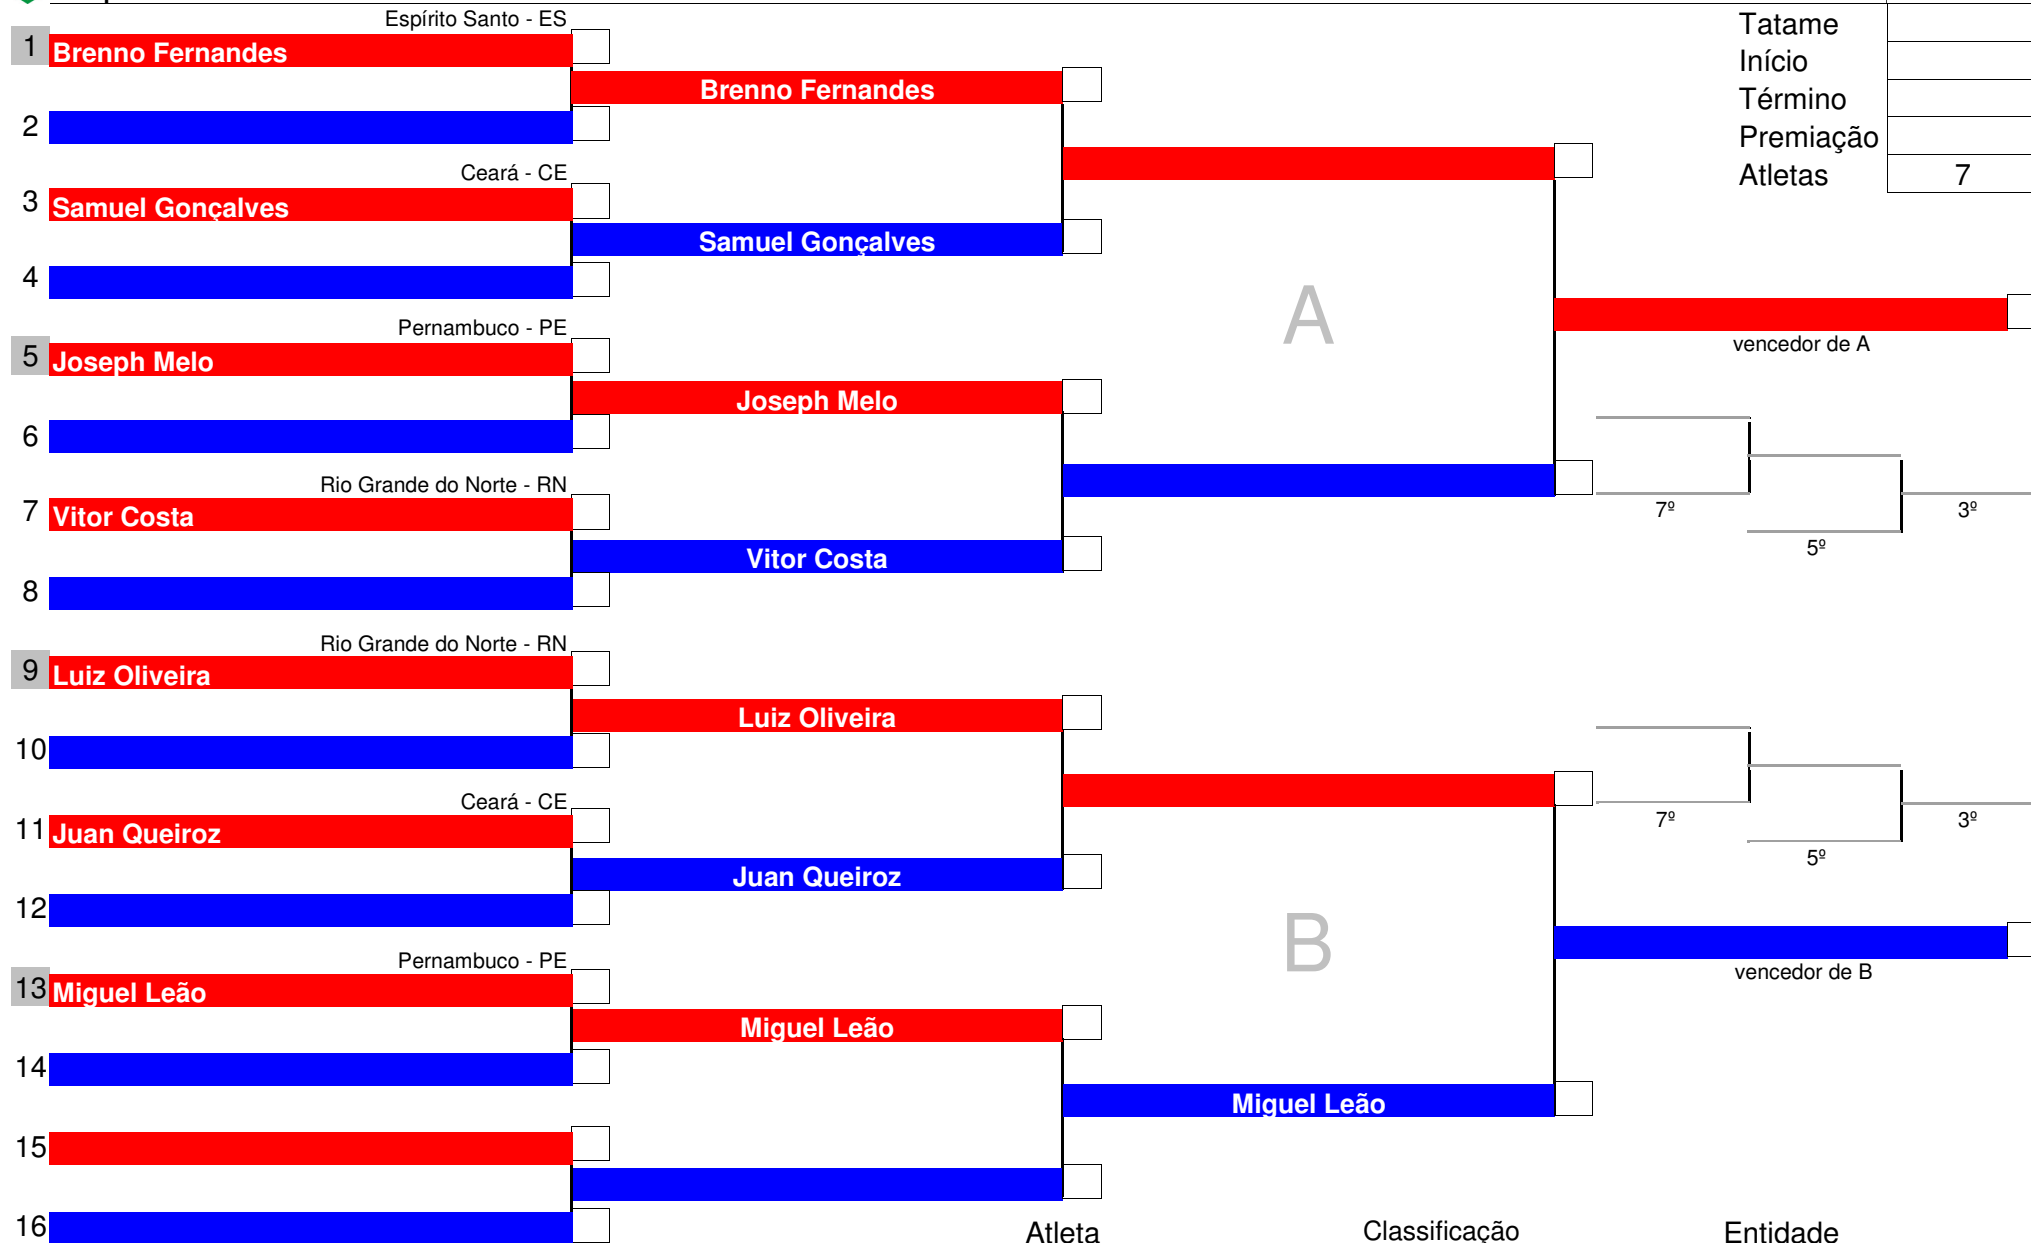 Espírito Santo - ES
1 Brenno Fernandes
Brenno Fernandes
2
Ceará - CE
3 Samuel Gonçalves
Samuel Gonçalves
4
Pernambuco - PE
5 Joseph Melo
Joseph Melo
6
Rio Grande do Norte - RN
7 Vitor Costa
Vitor Costa
8
Rio Grande do Norte - RN
9 Luiz Oliveira
Luiz Oliveira
10
Ceará - CE
11 Juan Queiroz
Juan Queiroz
12
Pernambuco - PE
13 Miguel Leão
Miguel Leão
14
Miguel Leão
15
16
A
B
Tatame
Início
Término
Premiação
Atletas 7
vencedor de A
7º
5º
3º
7º
5º
3º
vencedor de B
Atleta Classificação Entidade